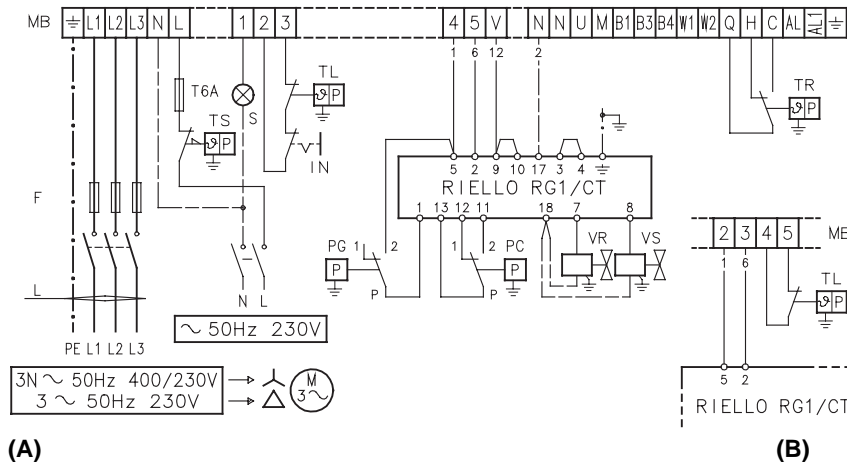 MB ⏚ L1 L2 L3 N L 1 2 3 4 5 V N N U M B1 B3 B4 W1 W2 Q H C AL AL1 ⏚
1 6 12 2
T6A TL TR
ϑ P
S
TS ϑ P
ϑ P
IN
5 2 9 10 17 3 4
F
RIELLO RG1/CT
1 13 12 11 18 7 8
2 3 4 5 MB
PG 1 2 1 2 PC VR VS
1 6
P P
TL
L P P
ϑ P
N L
~ 50Hz 230V
PE L1 L2 L3
5 2
3N ~ 50Hz 400/230V M
3 ~ 50Hz 230V 3~
RIELLO RG1/CT
(A) (B)